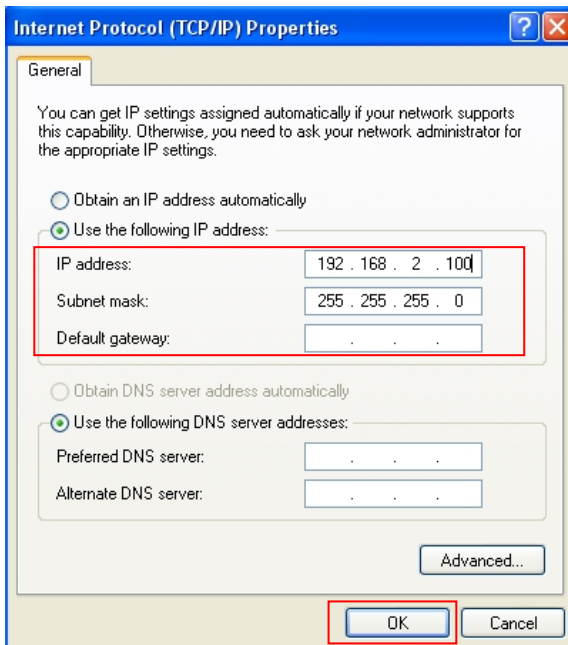 Internet Protocol (TCP/IP) Properties
General
You can get IP settings assigned automatically if your network supports
this capability. Otherwise, you need to ask your network administrator for
the appropriate IP settings.
Obtain an IP address automatically
Use the following IP address:
IP address: 192 . 168 . 2 . 100
Subnet mask: 255 . 255 . 255 . 0
Default gateway: . . .
Obtain DNS server address automatically
Use the following DNS server addresses:
Preferred DNS server: . . .
Alternate DNS server: . . .
Advanced...
OK Cancel